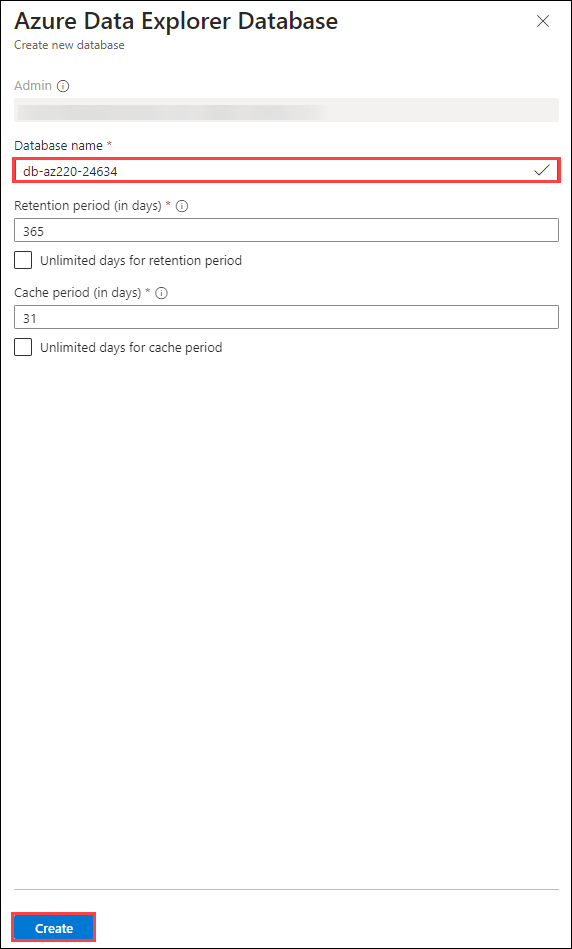 Azure Data Explorer Database
Create new database
Admin
Database name *
db-az220-24634
Retention period (in days) *
365
Unlimited days for retention period
Cache period (in days) *
31
Unlimited days for cache period
Create